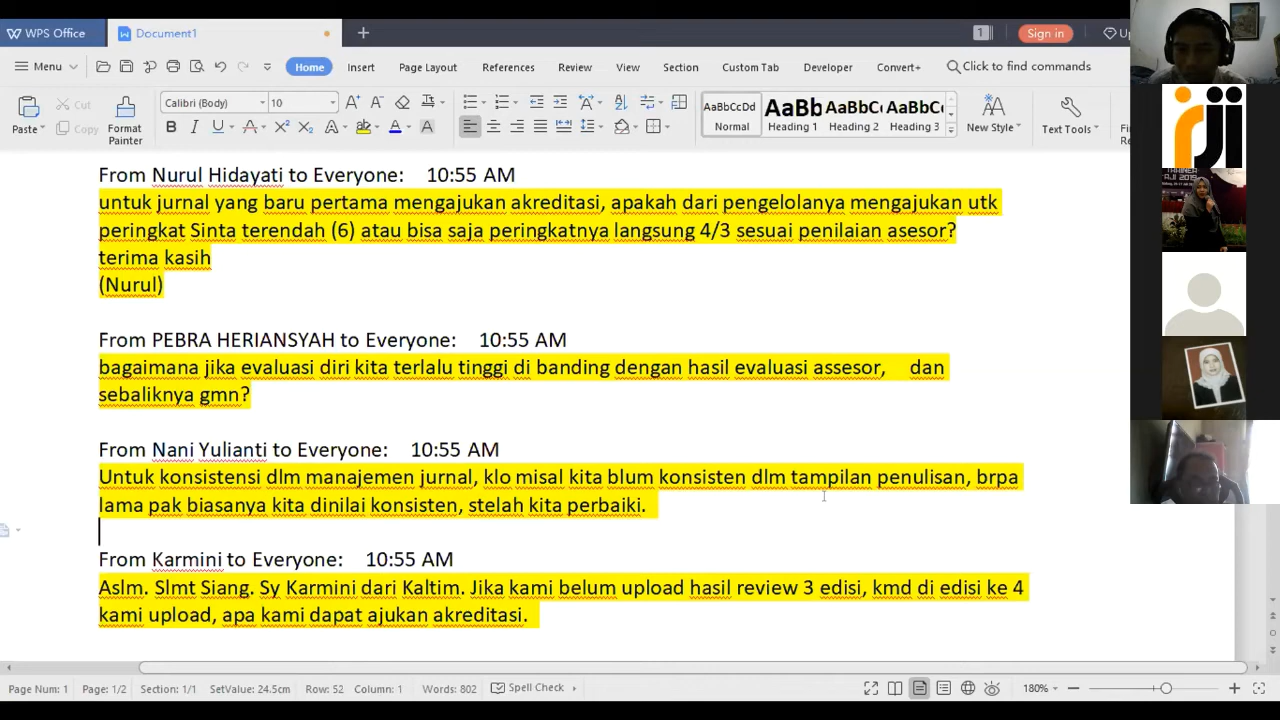 WPS Office
Document1
1
Sign in
Up
Menu
Home
Insert
Page Layout
References
Review
View
Section
Custom Tab
Developer
Convert+
Click to find commands
Paste
Cut
Copy
Format
Painter
Calibri (Body)
10
AaBbCcDd
Normal
AaBb
Heading 1
AaBbC
Heading 2
AaBbC
Heading 3
New Style
Text Tools
From Nurul Hidayati to Everyone: 10:55 AM
untuk jurnal yang baru pertama mengajukan akreditasi, apakah dari pengelolanya mengajukan utk
peringkat Sinta terendah (6) atau bisa saja peringkatnya langsung 4/3 sesuai penilaian asesor?
terima kasih
(Nurul)
From PEBRA HERIANSYAH to Everyone: 10:55 AM
bagaimana jika evaluasi diri kita terlalu tinggi di banding dengan hasil evaluasi assesor, dan
sebaliknya gmn?
From Nani Yulianti to Everyone: 10:55 AM
Untuk konsistensi dlm manajemen jurnal, klo misal kita blum konsisten dlm tampilan penulisan, brpa
lama pak biasanya kita dinilai konsisten, stelah kita perbaiki.
From Karmini to Everyone: 10:55 AM
Aslm. Slmt Siang. Sy Karmini dari Kaltim. Jika kami belum upload hasil review 3 edisi, kmd di edisi ke 4
kami upload, apa kami dapat ajukan akreditasi.
Page Num: 1
Page: 1/2
Section: 1/1
SetValue: 24.5cm
Row: 52
Column: 1
Words: 802
Spell Check
180%